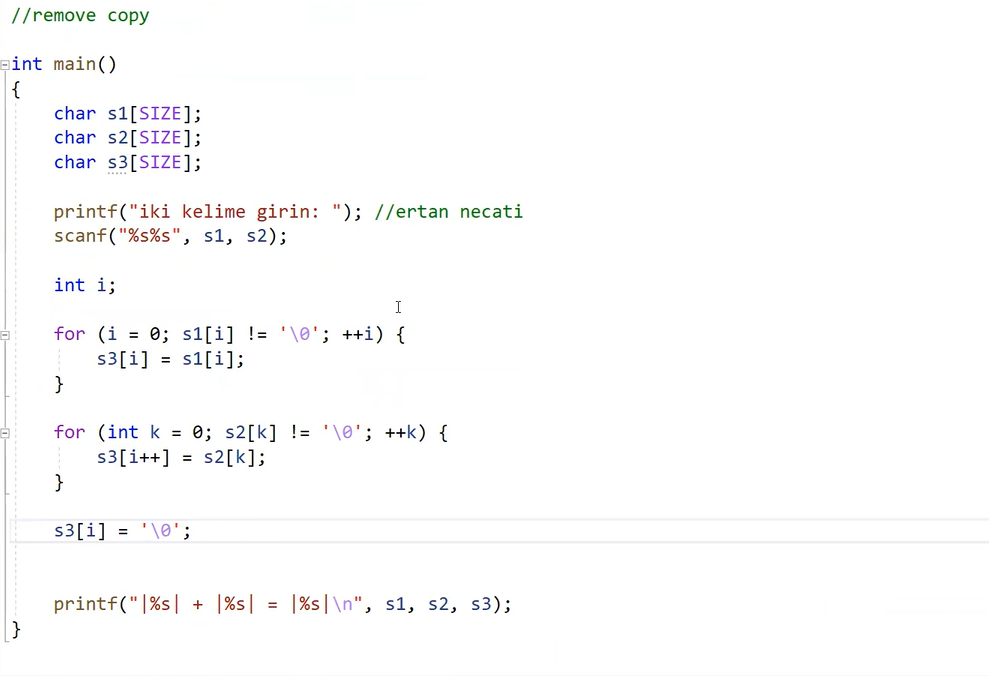 //remove copy
int main()
{
    char s1[SIZE];
    char s2[SIZE];
    char s3[SIZE];
    printf("iki kelime girin: "); //ertan necati
    scanf("%s%s", s1, s2);
    int i;
    for (i = 0; s1[i] != '\0'; ++i) {
        s3[i] = s1[i];
    }
    for (int k = 0; s2[k] != '\0'; ++k) {
        s3[i++] = s2[k];
    }
    s3[i] = '\0';
    printf("|%s| + |%s| = |%s|\n", s1, s2, s3);
}